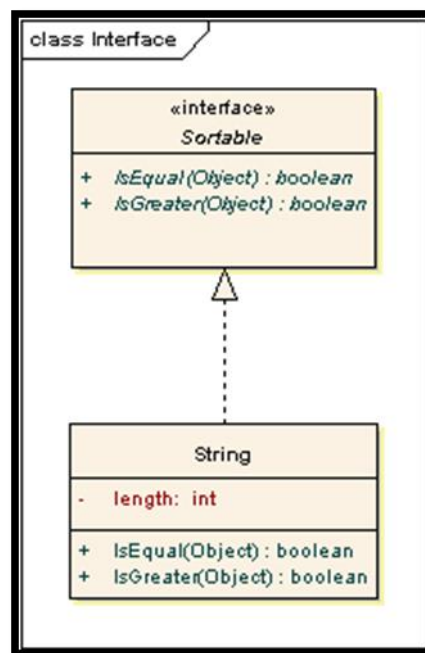 class Interface
«interface»
Sortable
+ IsEqual(Object) : boolean
+ IsGreater(Object) : boolean
String
- length: int
+ IsEqual(Object) : boolean
+ IsGreater(Object) : boolean